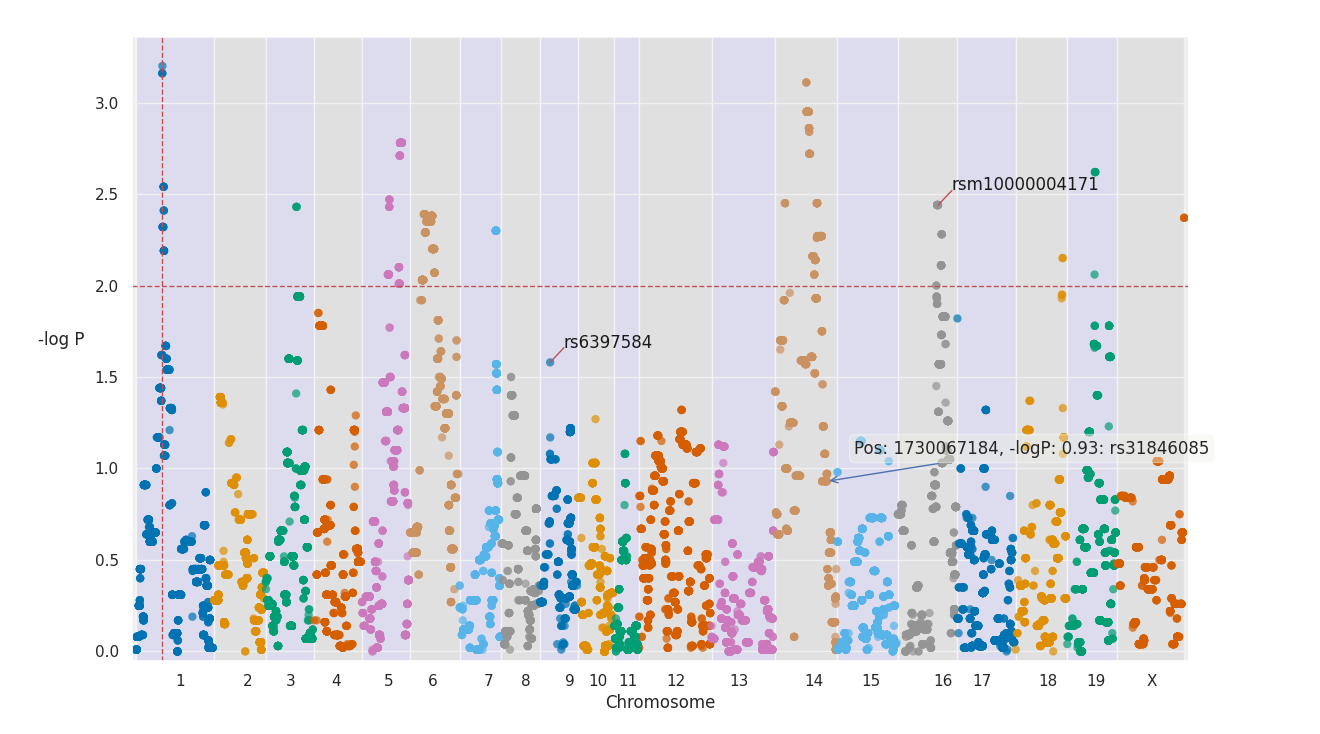 3.0
2.5
rsm10000004171
2.0
-log P
rs6397584
1.5
Pos: 1730067184, -logP: 0.93: rs31846085
1.0
0.5
0.0
1 2 3 4 5 6 7 8 9 10 11 12 13 14 15 16 17 18 19 X
Chromosome